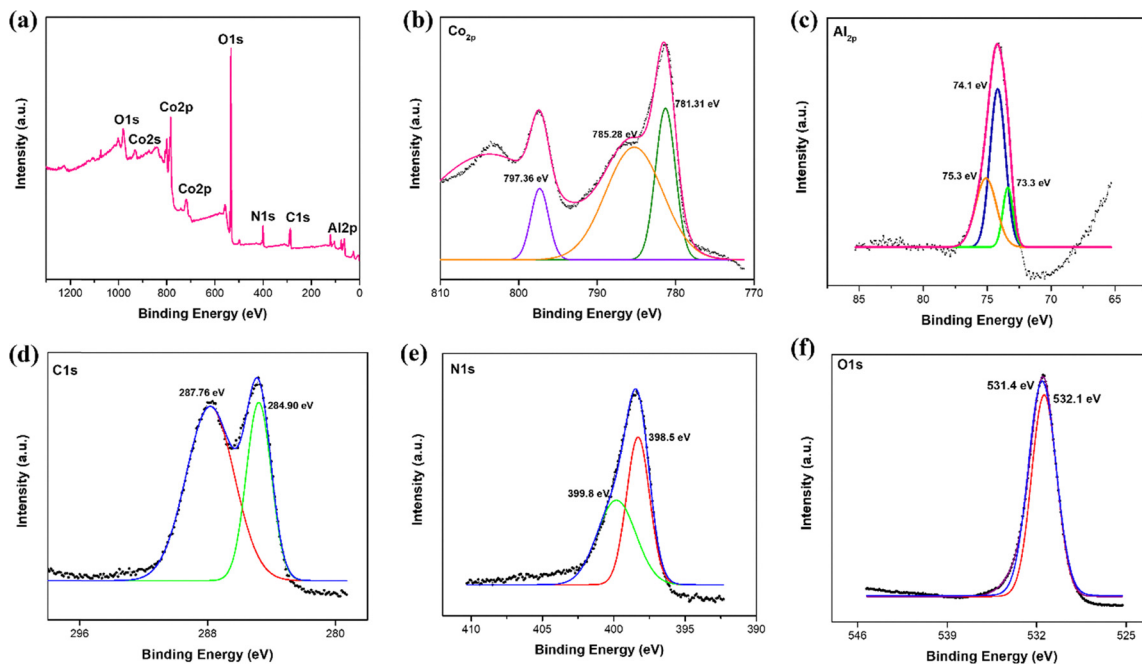 (a)
O1s
Co2p
O1s
Co2s
Co2p
N1s
C1s
Al2p
Intensity (a.u.)
1200 1000 800 600 400 200 0
Binding Energy (eV)
(b)
Co2p
781.31 eV
785.28 eV
797.36 eV
Intensity (a.u.)
810 800 790 780 770
Binding Energy (eV)
(c)
Al2p
74.1 eV
75.3 eV
73.3 eV
Intensity (a.u.)
85 80 75 70 65
Binding Energy (eV)
(d)
C1s
287.76 eV
284.90 eV
Intensity (a.u.)
296 288 280
Binding Energy (eV)
(e)
N1s
398.5 eV
399.8 eV
Intensity (a.u.)
410 405 400 395 390
Binding Energy (eV)
(f)
O1s
531.4 eV
532.1 eV
Intensity (a.u.)
546 539 532 525
Binding Energy (eV)